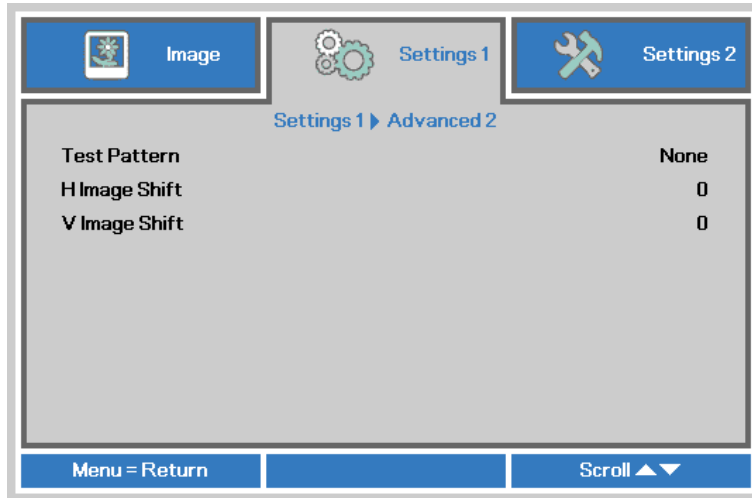 Image
Settings 1
Settings 2
Settings 1 ▶ Advanced 2
Test Pattern None
H Image Shift 0
V Image Shift 0
Menu = Return
Scroll ▲▼